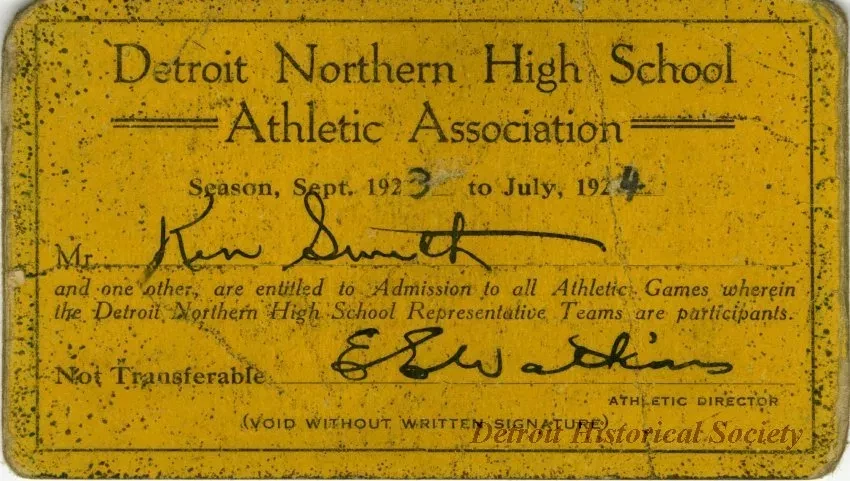 Detroit Northern High School
Athletic Association
Season, Sept. 1923 to July, 1924
Mr. Ken Smith
and one other, are entitled to Admission to all Athletic Games wherein
the Detroit Northern High School Representative Teams are participants.
Not Transferable E E Watkins
ATHLETIC DIRECTOR
(VOID WITHOUT WRITTEN SIGNATURE)
Detroit Historical Society